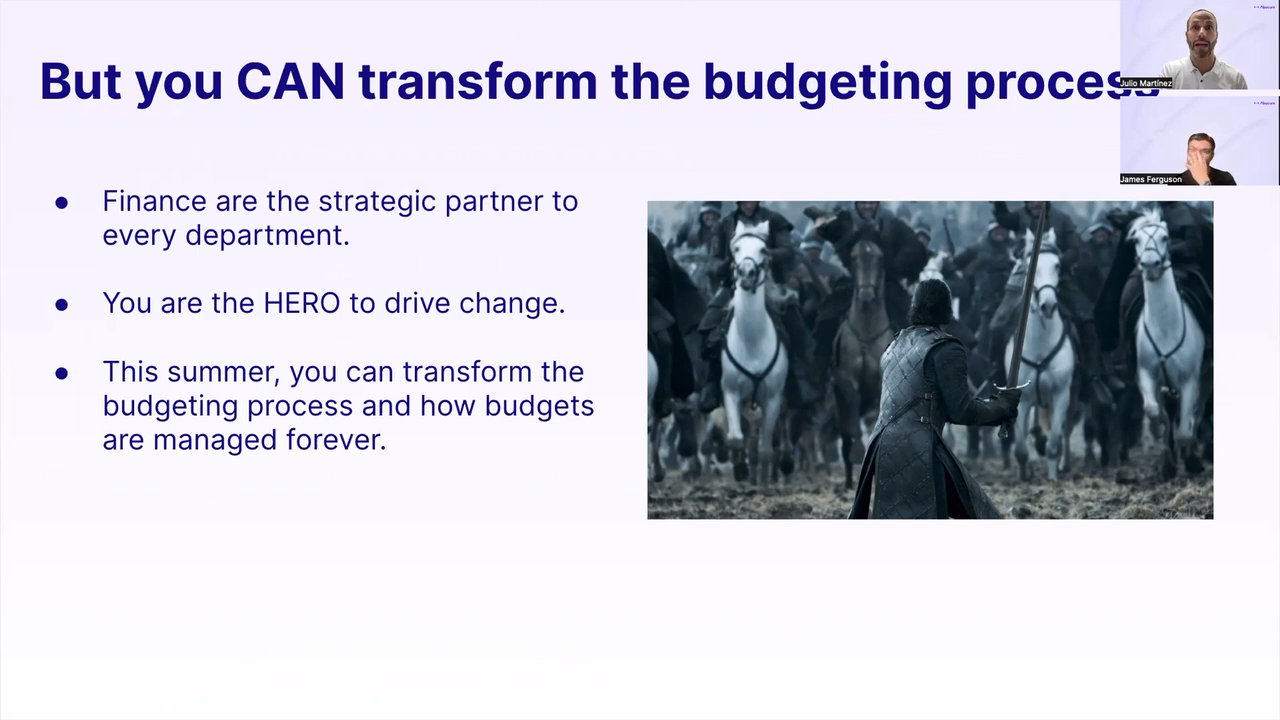 But you CAN transform the budgeting process
Julio Martínez
James Ferguson
● Finance are the strategic partner to
every department.
● You are the HERO to drive change.
● This summer, you can transform the
budgeting process and how budgets
are managed forever.